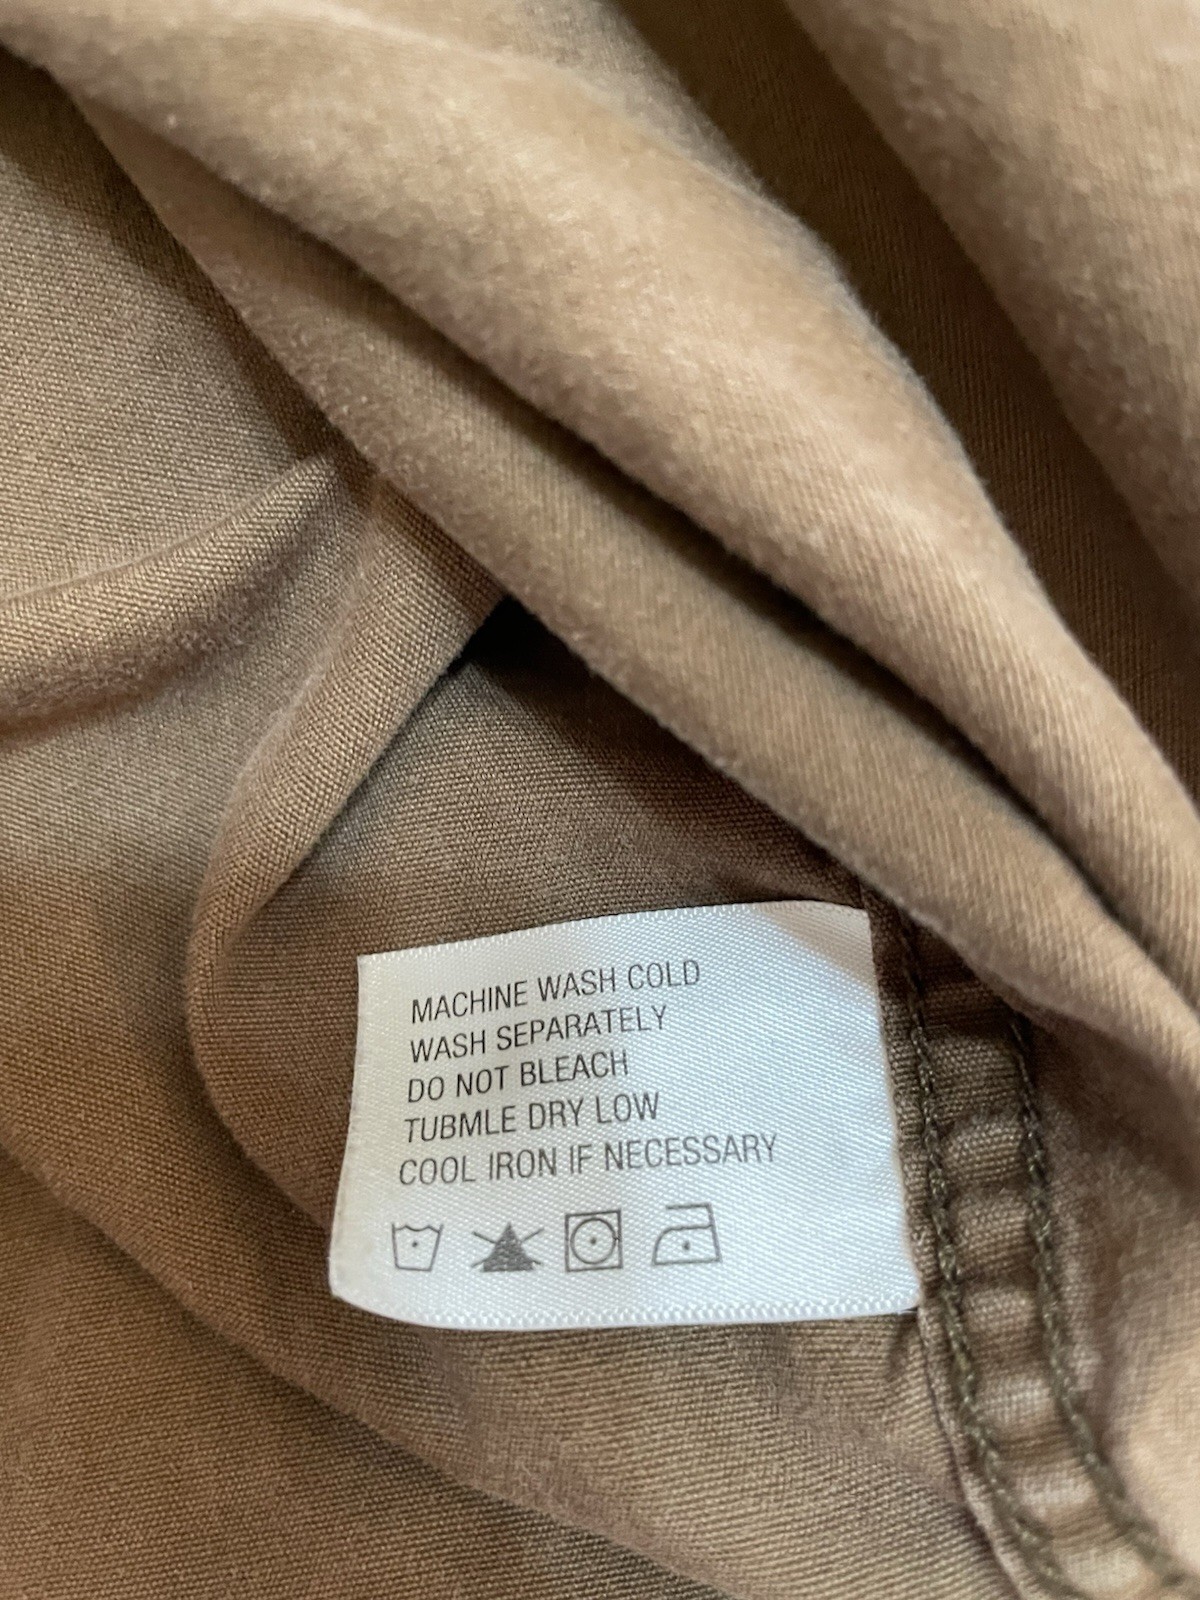 MACHINE WASH COLD
WASH SEPARATELY
DO NOT BLEACH
TUBMLE DRY LOW
COOL IRON IF NECESSARY